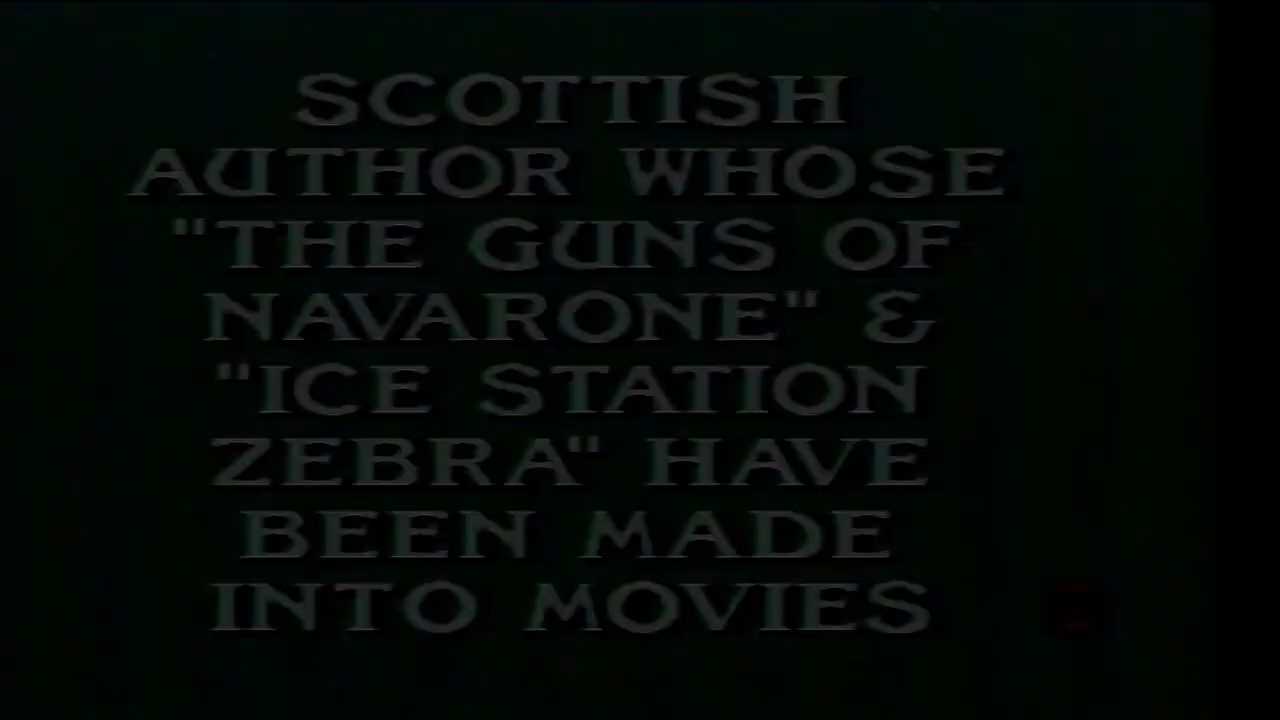 SCOTTISH
AUTHOR WHOSE
"THE GUNS OF
NAVARONE" &
"ICE STATION
ZEBRA" HAVE
BEEN MADE
INTO MOVIES